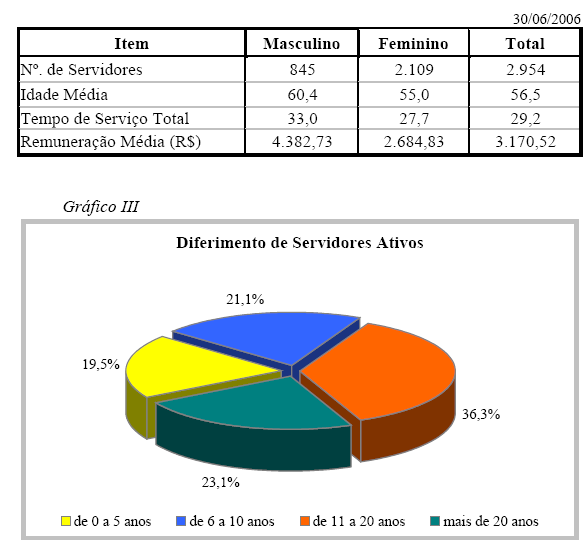 30/06/2006
Item Masculino Feminino Total
Nº. de Servidores 845 2.109 2.954
Idade Média 60,4 55,0 56,5
Tempo de Serviço Total 33,0 27,7 29,2
Remuneração Média (R$) 4.382,73 2.684,83 3.170,52
Gráfico III
Diferimento de Servidores Ativos
21,1%
19,5%
36,3%
23,1%
de 0 a 5 anos de 6 a 10 anos de 11 a 20 anos mais de 20 anos